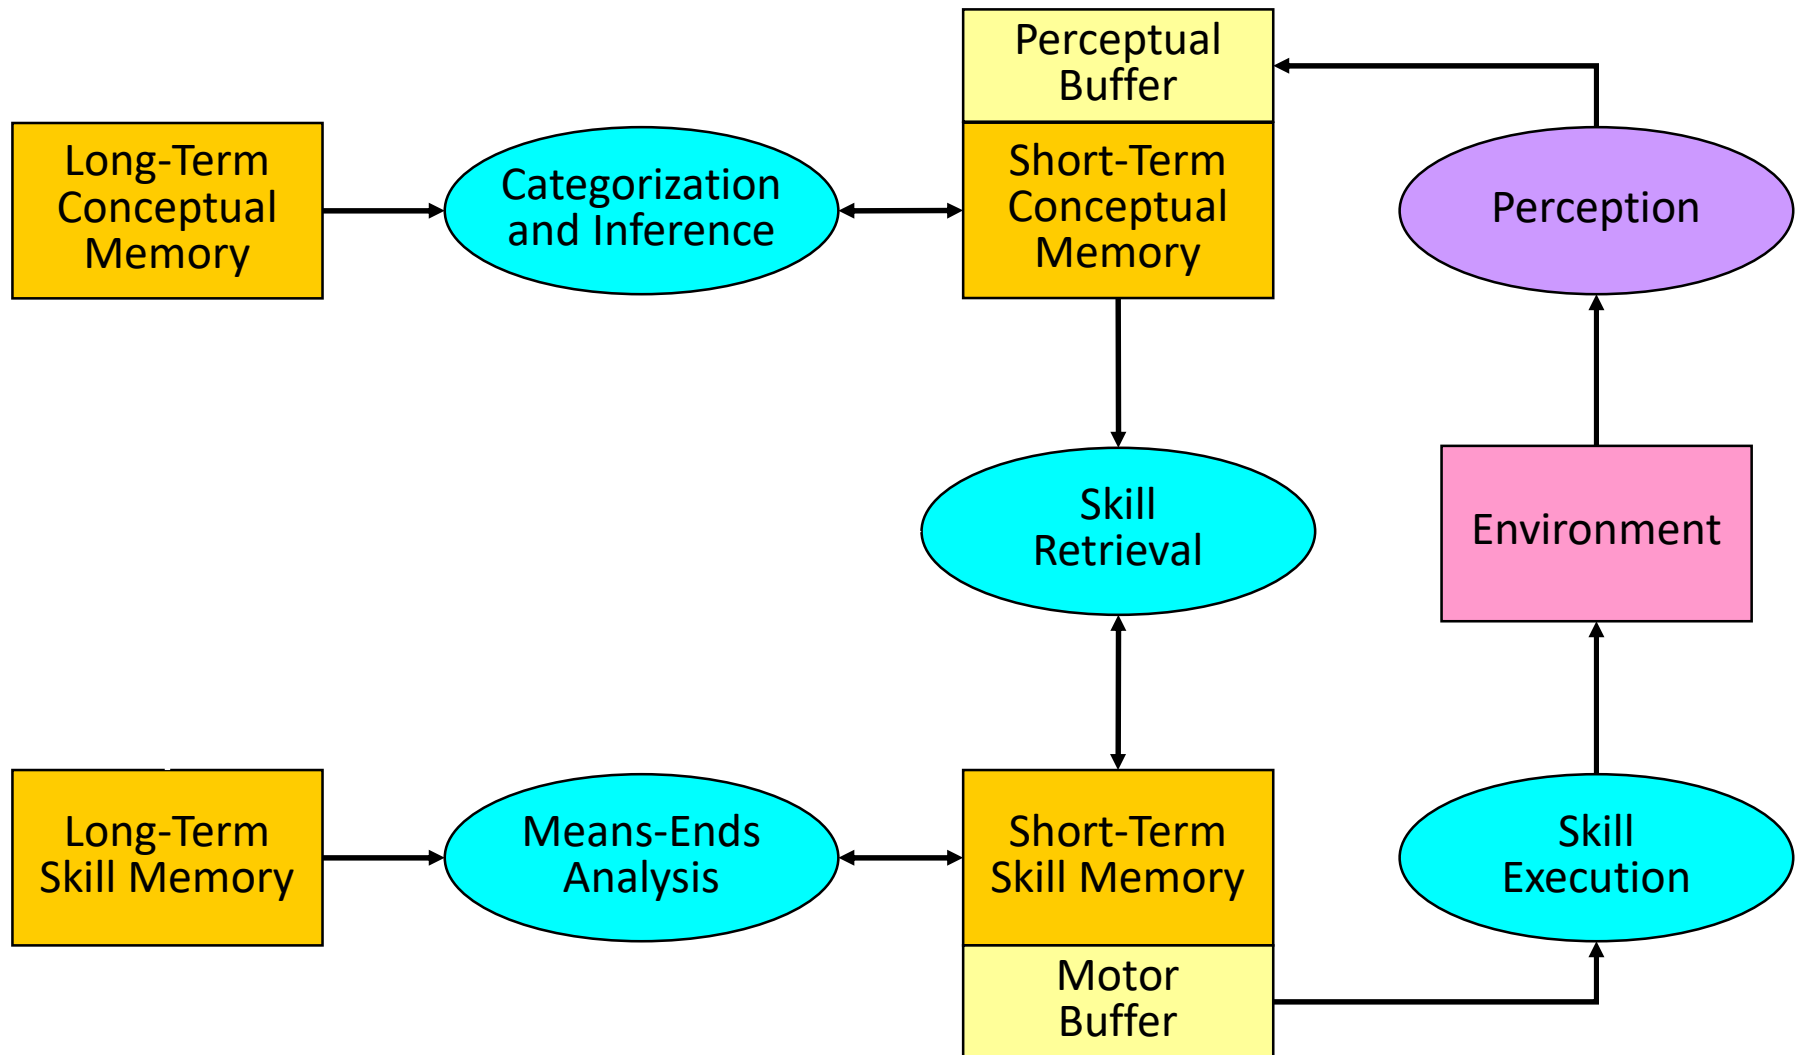 Perceptual
Buffer
Long-Term
Conceptual
Memory
Categorization
and Inference
Short-Term
Conceptual
Memory
Perception
Skill
Retrieval
Environment
Long-Term
Skill Memory
Means-Ends
Analysis
Short-Term
Skill Memory
Skill
Execution
Motor
Buffer